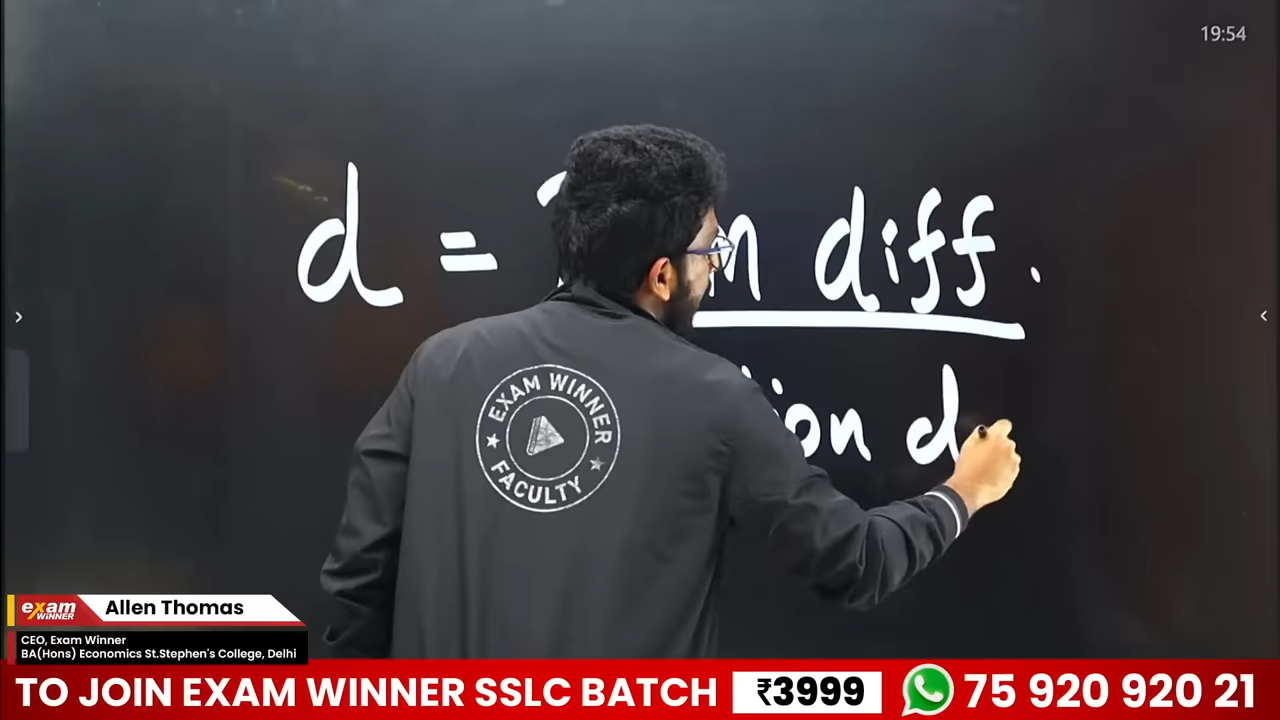 19:54
d = m diff.
ion d
EXAM WINNER
FACULTY
exam
WINNER
Allen Thomas
CEO, Exam Winner
BA(Hons) Economics St.Stephen's College, Delhi
TO JOIN EXAM WINNER SSLC BATCH ₹3999 75 920 920 21